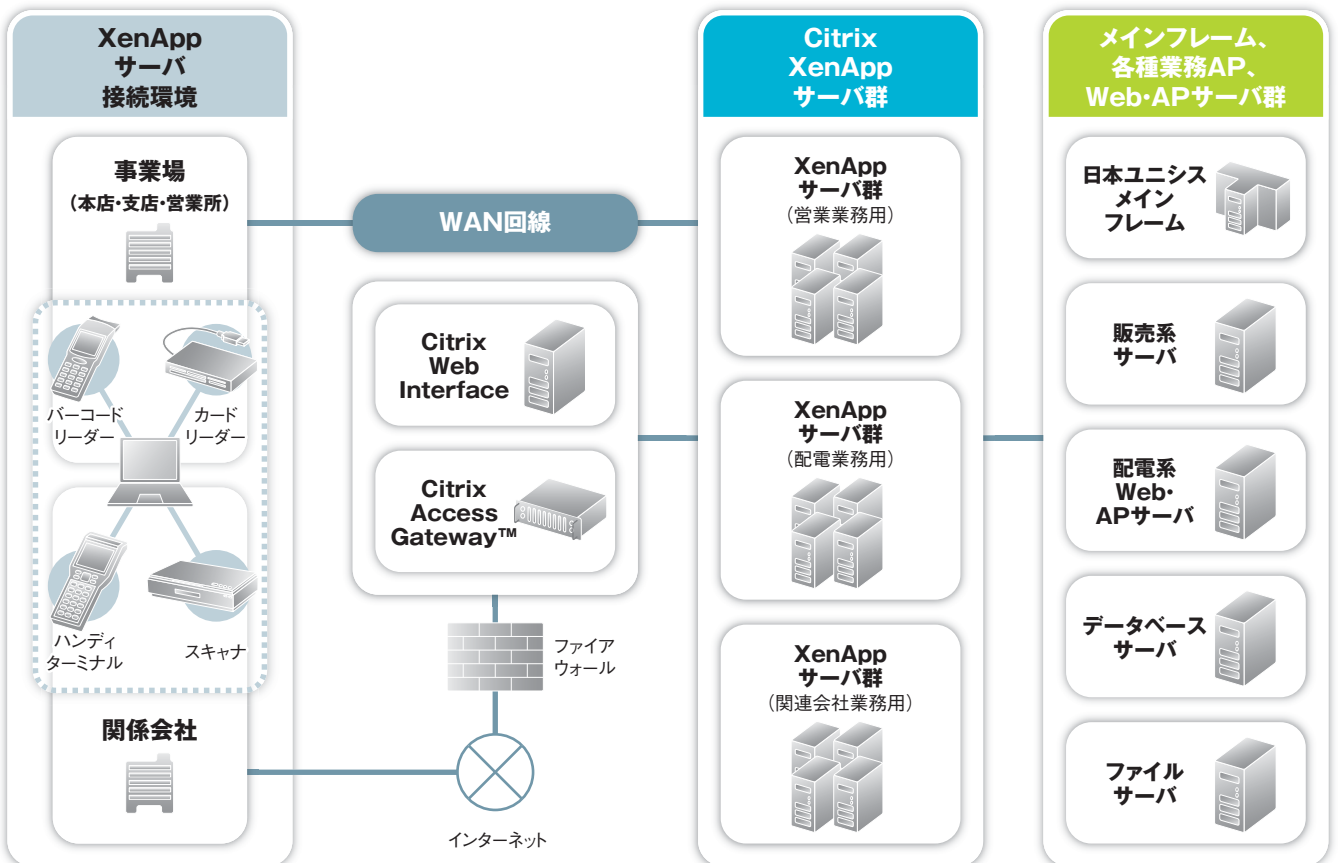 XenApp
サーバ
接続環境
事業場
（本店・支店・営業所）
バーコード
リーダー
カード
リーダー
ハンディ
ターミナル
スキャナ
関係会社
WAN回線
Citrix
Web
Interface
Citrix
Access
Gateway™
ファイア
ウォール
インターネット
Citrix
XenApp
サーバ群
XenApp
サーバ群
（営業業務用）
XenApp
サーバ群
（配電業務用）
XenApp
サーバ群
（関連会社業務用）
メインフレーム、
各種業務AP、
Web・APサーバ群
日本ユニシス
メイン
フレーム
販売系
サーバ
配電系
Web・
APサーバ
データベース
サーバ
ファイル
サーバ